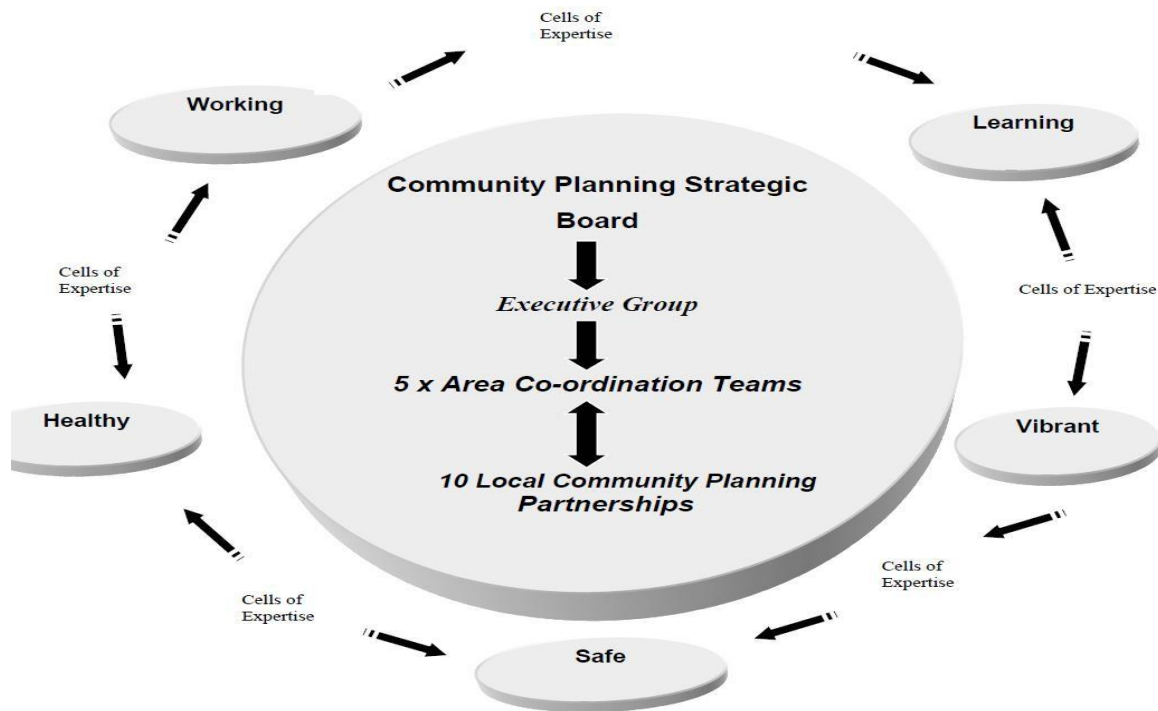 Cells of
Expertise
Working
Learning
Community Planning Strategic
Board
Cells of
Expertise
Cells of Expertise
Executive Group
5 x Area Co-ordination Teams
Healthy
Vibrant
10 Local Community Planning
Partnerships
Cells of
Expertise
Cells of
Expertise
Safe